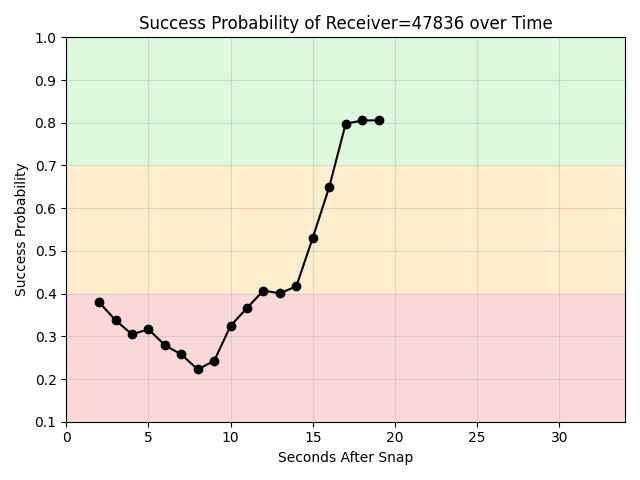 Success Probability of Receiver=47836 over Time
1.0
0.9
0.8
0.7
0.6
0.5
0.4
0.3
0.2
0.1
Success Probability
0 5 10 15 20 25 30
Seconds After Snap